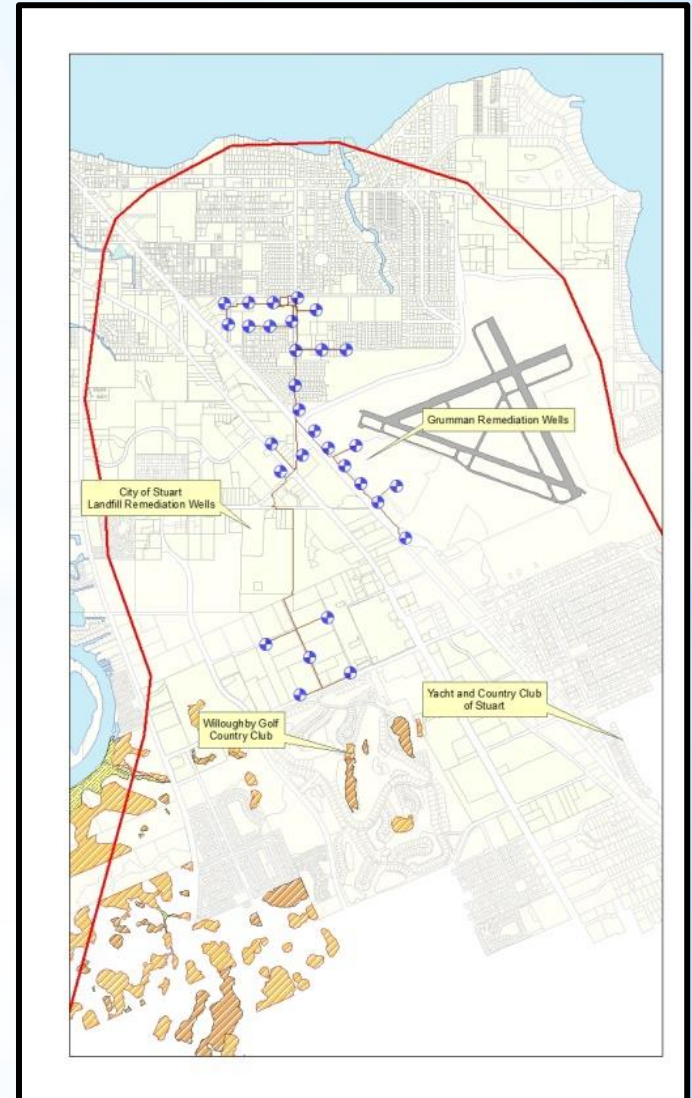 Grumman Remediation Wells
City of Stuart
Landfill Remediation Wells
Yacht and Country Club
of Stuart
Willoughby Golf
Country Club